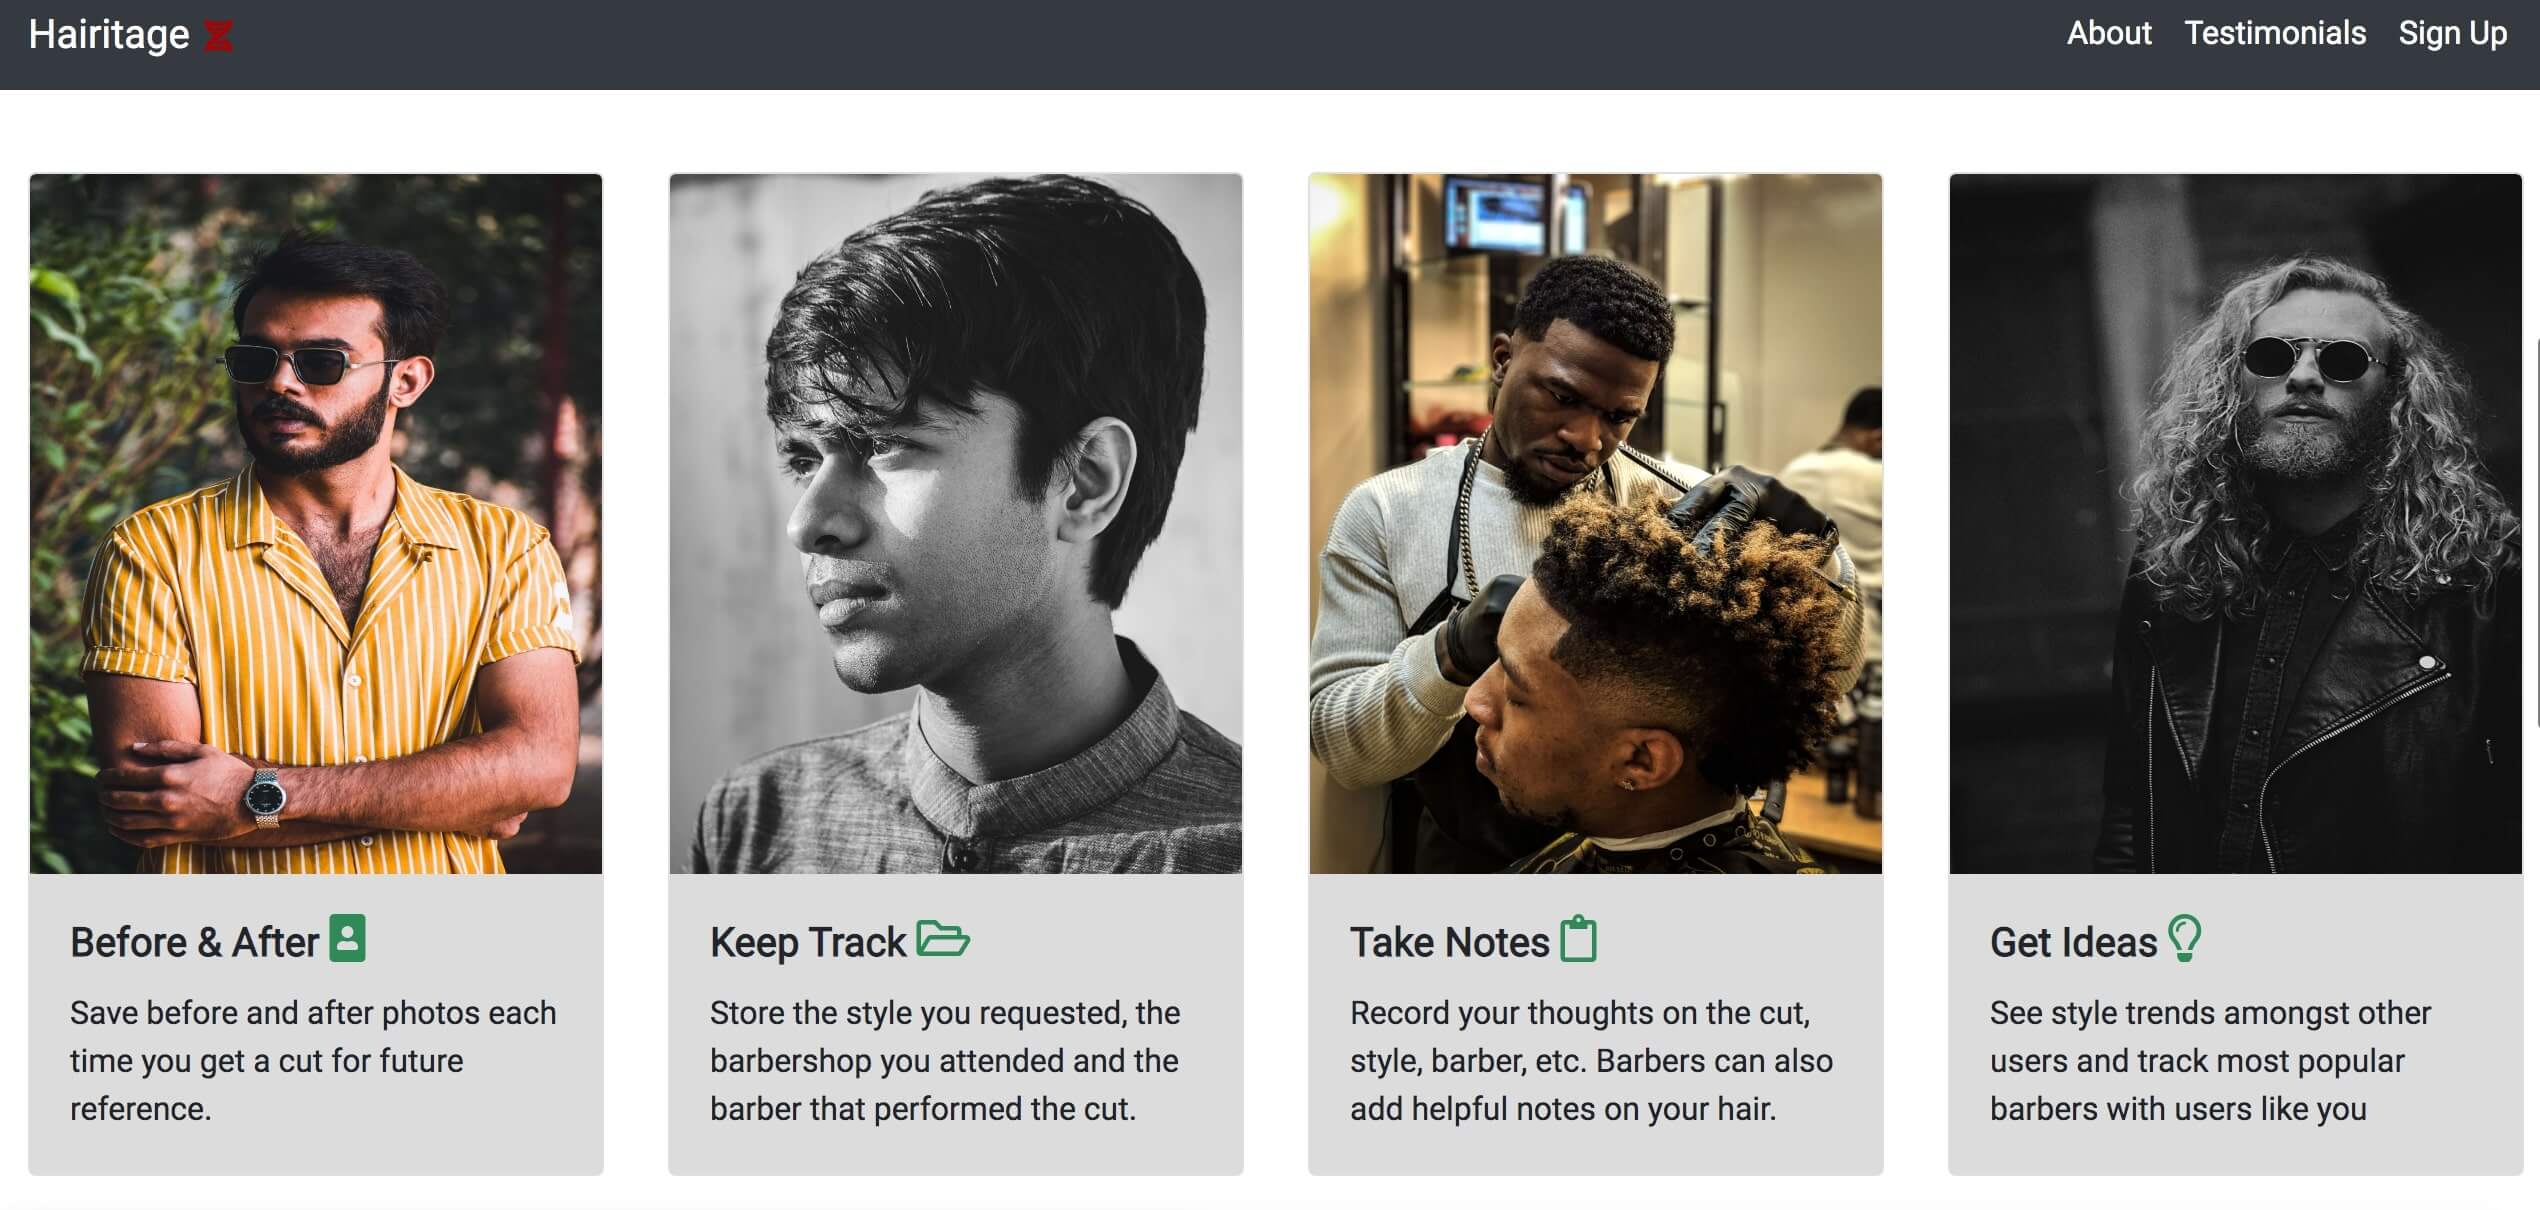 Hairitage
About Testimonials Sign Up
Before & After
Save before and after photos each
time you get a cut for future
reference.
Keep Track
Store the style you requested, the
barbershop you attended and the
barber that performed the cut.
Take Notes
Record your thoughts on the cut,
style, barber, etc. Barbers can also
add helpful notes on your hair.
Get Ideas
See style trends amongst other
users and track most popular
barbers with users like you